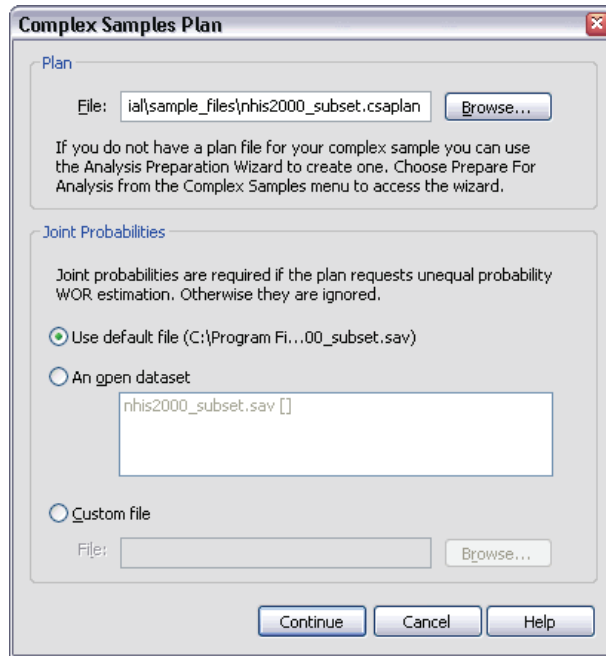 Complex Samples Plan
Plan
File: ial\sample_files\nhis2000_subset.csaplan Browse...
If you do not have a plan file for your complex sample you can use
the Analysis Preparation Wizard to create one. Choose Prepare For
Analysis from the Complex Samples menu to access the wizard.
Joint Probabilities
Joint probabilities are required if the plan requests unequal probability
WOR estimation. Otherwise they are ignored.
Use default file (C:\Program Fi...00_subset.sav)
An open dataset
nhis2000_subset.sav []
Custom file
File: Browse...
Continue Cancel Help